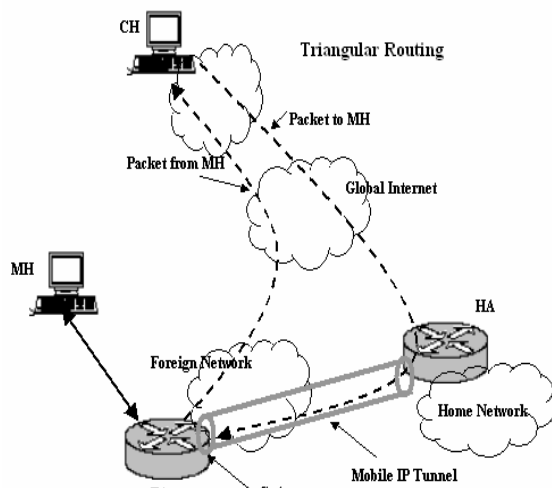 CH
Triangular Routing
Packet to MH
Packet from MH
Global Internet
MH
HA
Foreign Network
Home Network
Mobile IP Tunnel